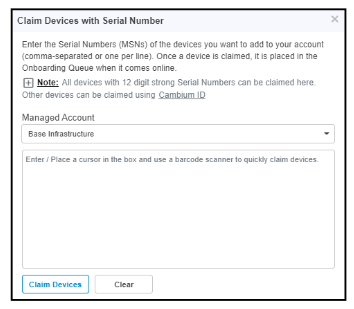 Claim Devices with Serial Number
Enter the Serial Numbers (MSNs) of the devices you want to add to your account
(comma-separated or one per line). Once a device is claimed, it is placed in the
Onboarding Queue when it comes online.
Note: All devices with 12 digit strong Serial Numbers can be claimed here.
Other devices can be claimed using Cambium ID
Managed Account
Base Infrastructure
Enter / Place a cursor in the box and use a barcode scanner to quickly claim devices.
Claim Devices
Clear